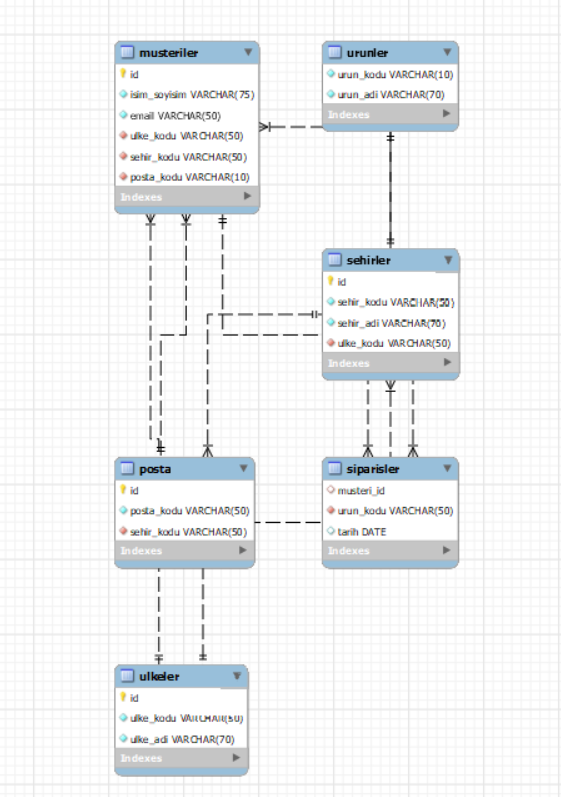 musteriler
id
isim_soyisim VARCHAR(75)
email VARCHAR(50)
ulke_kodu VARCHAR(50)
sehir_kodu VARCHAR(50)
posta_kodu VARCHAR(10)
Indexes
urunler
urun_kodu VARCHAR(10)
urun_adi VARCHAR(70)
Indexes
sehirler
id
sehir_kodu VARCHAR(50)
sehir_adi VARCHAR(70)
ulke_kodu VARCHAR(50)
Indexes
posta
id
posta_kodu VARCHAR(50)
sehir_kodu VARCHAR(50)
Indexes
siparisler
musteri_id
urun_kodu VARCHAR(50)
tarih DATE
Indexes
ulkeler
id
ulke_kodu VARCHAR(50)
ulke_adi VARCHAR(70)
Indexes